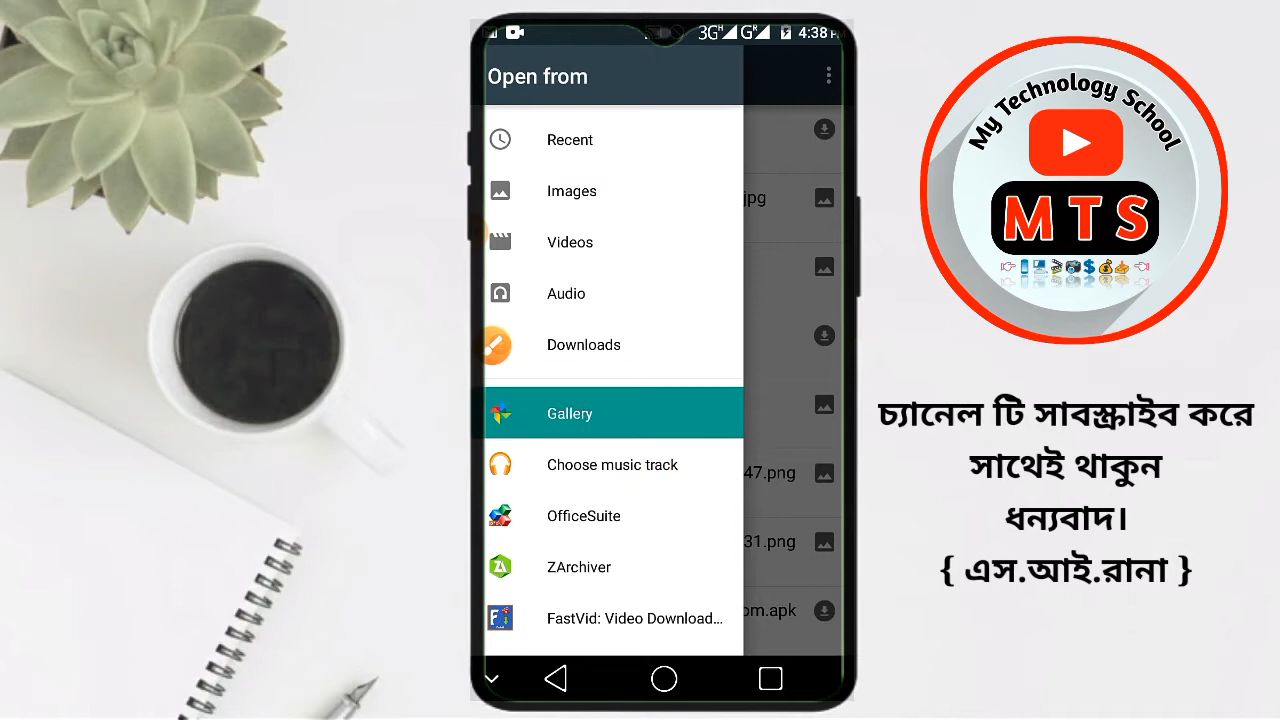 3G H G R 4:38 P
Open from
Recent
Images
jpg
Videos
Audio
Downloads
Gallery
Choose music track
47.png
OfficeSuite
31.png
ZArchiver
FastVid: Video Download...
om.apk
My Technology School
M T S
চ্যানেল টি সাবস্ক্রাইব করে
সাথেই থাকুন
ধন্যবাদ।
{ এস.আই.রানা }